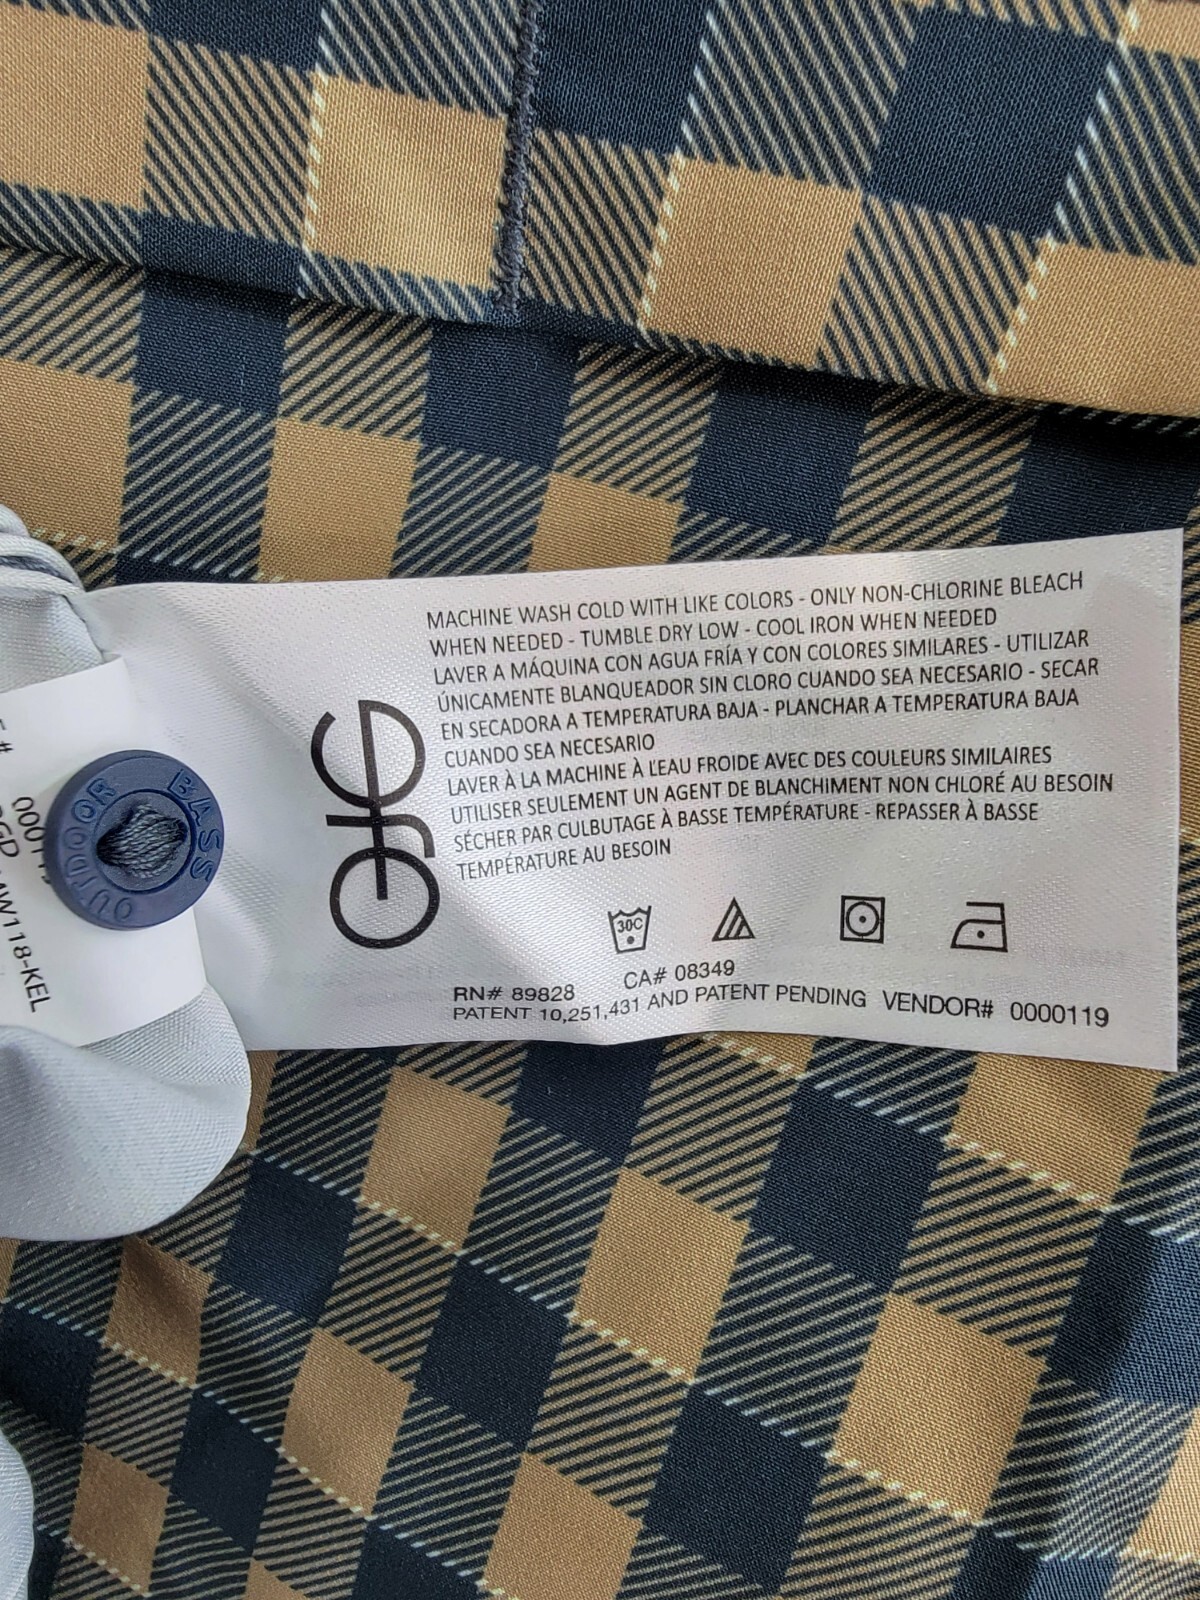 MACHINE WASH COLD WITH LIKE COLORS - ONLY NON-CHLORINE BLEACH
WHEN NEEDED - TUMBLE DRY LOW - COOL IRON WHEN NEEDED
LAVER A MÁQUINA CON AGUA FRÍA Y CON COLORES SIMILARES - UTILIZAR
ÚNICAMENTE BLANQUEADOR SIN CLORO CUANDO SEA NECESARIO - SECAR
EN SECADORA A TEMPERATURA BAJA - PLANCHAR A TEMPERATURA BAJA
CUANDO SEA NECESARIO
LAVER À LA MACHINE À L'EAU FROIDE AVEC DES COULEURS SIMILAIRES
UTILISER SEULEMENT UN AGENT DE BLANCHIMENT NON CHLORÉ AU BESOIN
SÉCHER PAR CULBUTAGE À BASSE TEMPÉRATURE - REPASSER À BASSE
TEMPÉRATURE AU BESOIN
30C
RN# 89828 CA# 08349
PATENT 10,251,431 AND PATENT PENDING VENDOR# 0000119
BASS OUTDOOR
MW118-KEL